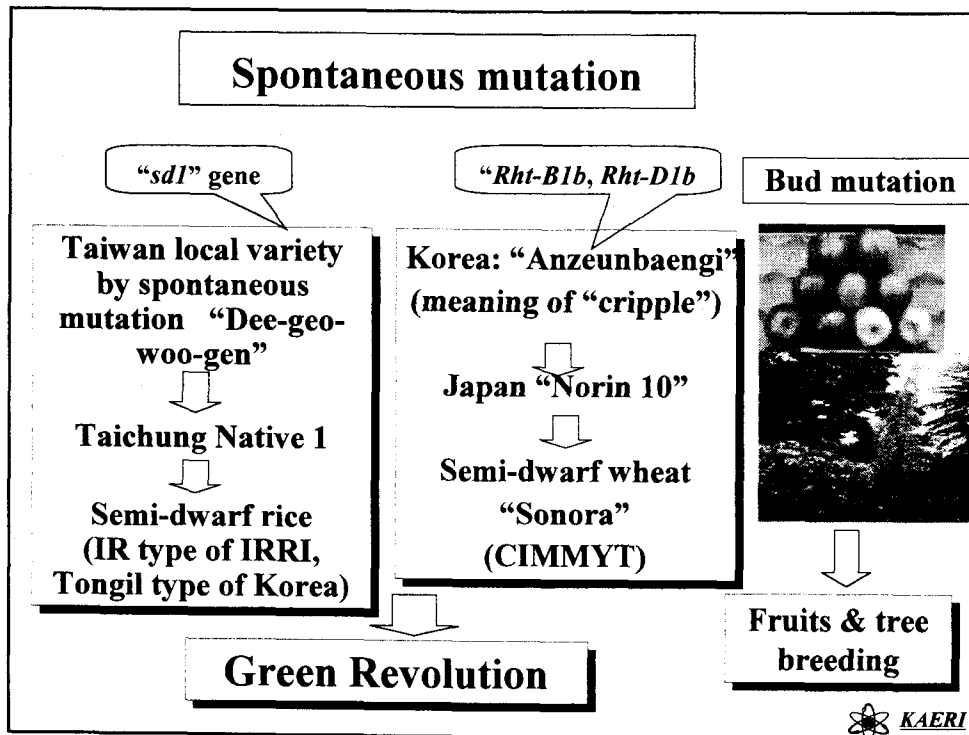 Spontaneous mutation
“sd1” gene
Taiwan local variety
by spontaneous
mutation “Dee-geo-
woo-gen”
Taichung Native 1
Semi-dwarf rice
(IR type of IRRI,
Tongil type of Korea)
“Rht-B1b, Rht-D1b
Korea: “Anzeunbaengi”
(meaning of “cripple”)
Japan “Norin 10”
Semi-dwarf wheat
“Sonora”
(CIMMYT)
Green Revolution
Bud mutation
Fruits & tree
breeding
KAERI